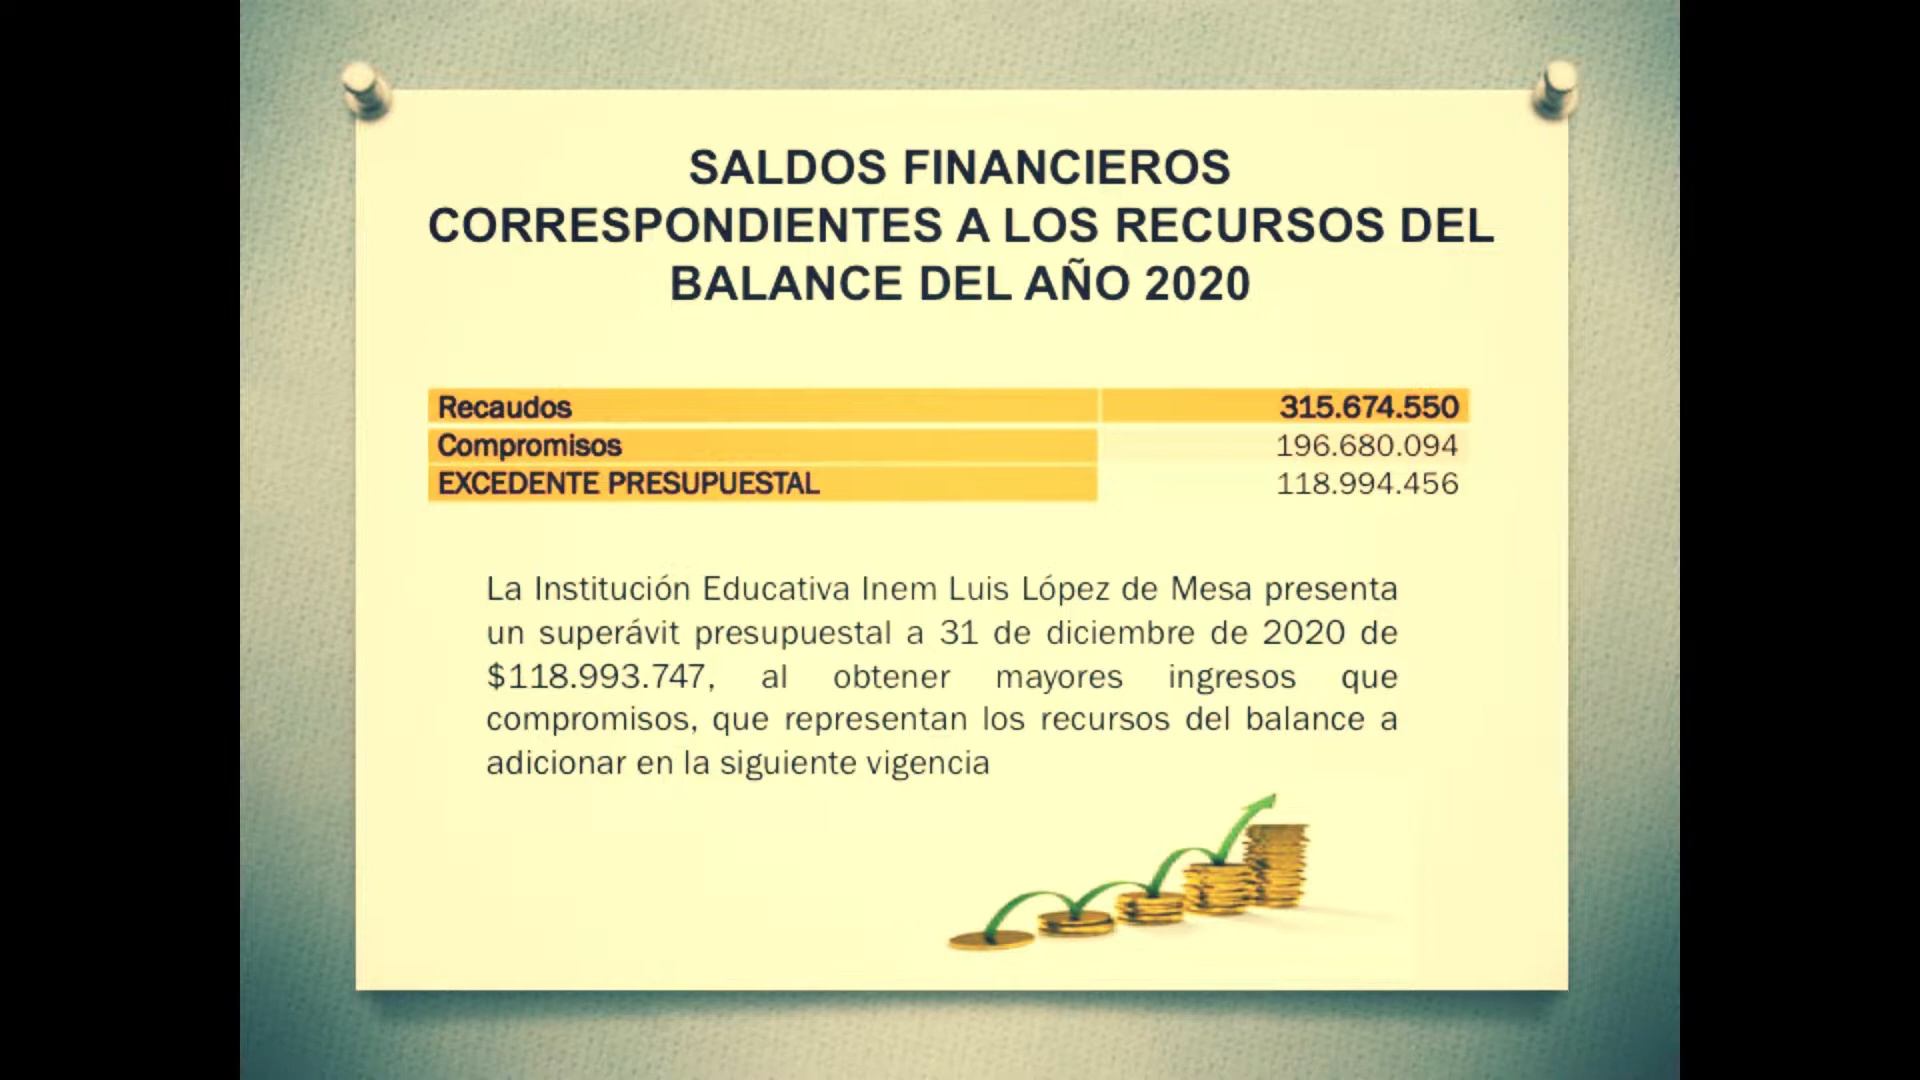 SALDOS FINANCIEROS
CORRESPONDIENTES A LOS RECURSOS DEL
BALANCE DEL AÑO 2020
Recaudos 315.674.550
Compromisos 196.680.094
EXCEDENTE PRESUPUESTAL 118.994.456
La Institución Educativa Inem Luis López de Mesa presenta
un superávit presupuestal a 31 de diciembre de 2020 de
$118.993.747, al obtener mayores ingresos que
compromisos, que representan los recursos del balance a
adicionar en la siguiente vigencia